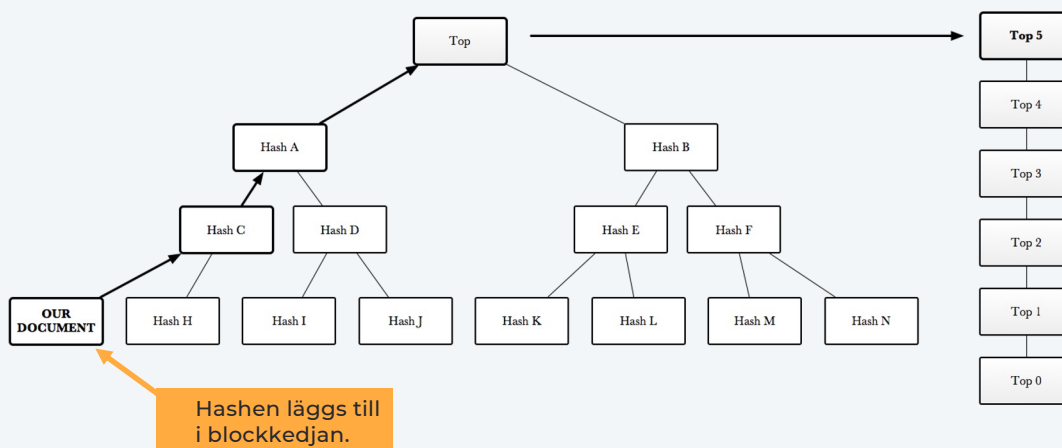 Top
Top 5
Top 4
Hash A
Hash B
Top 3
Hash C
Hash D
Hash E
Hash F
Top 2
OUR
DOCUMENT
Hash H
Hash I
Hash J
Hash K
Hash L
Hash M
Hash N
Top 1
Top 0
Hashen läggs till
i blockkedjan.